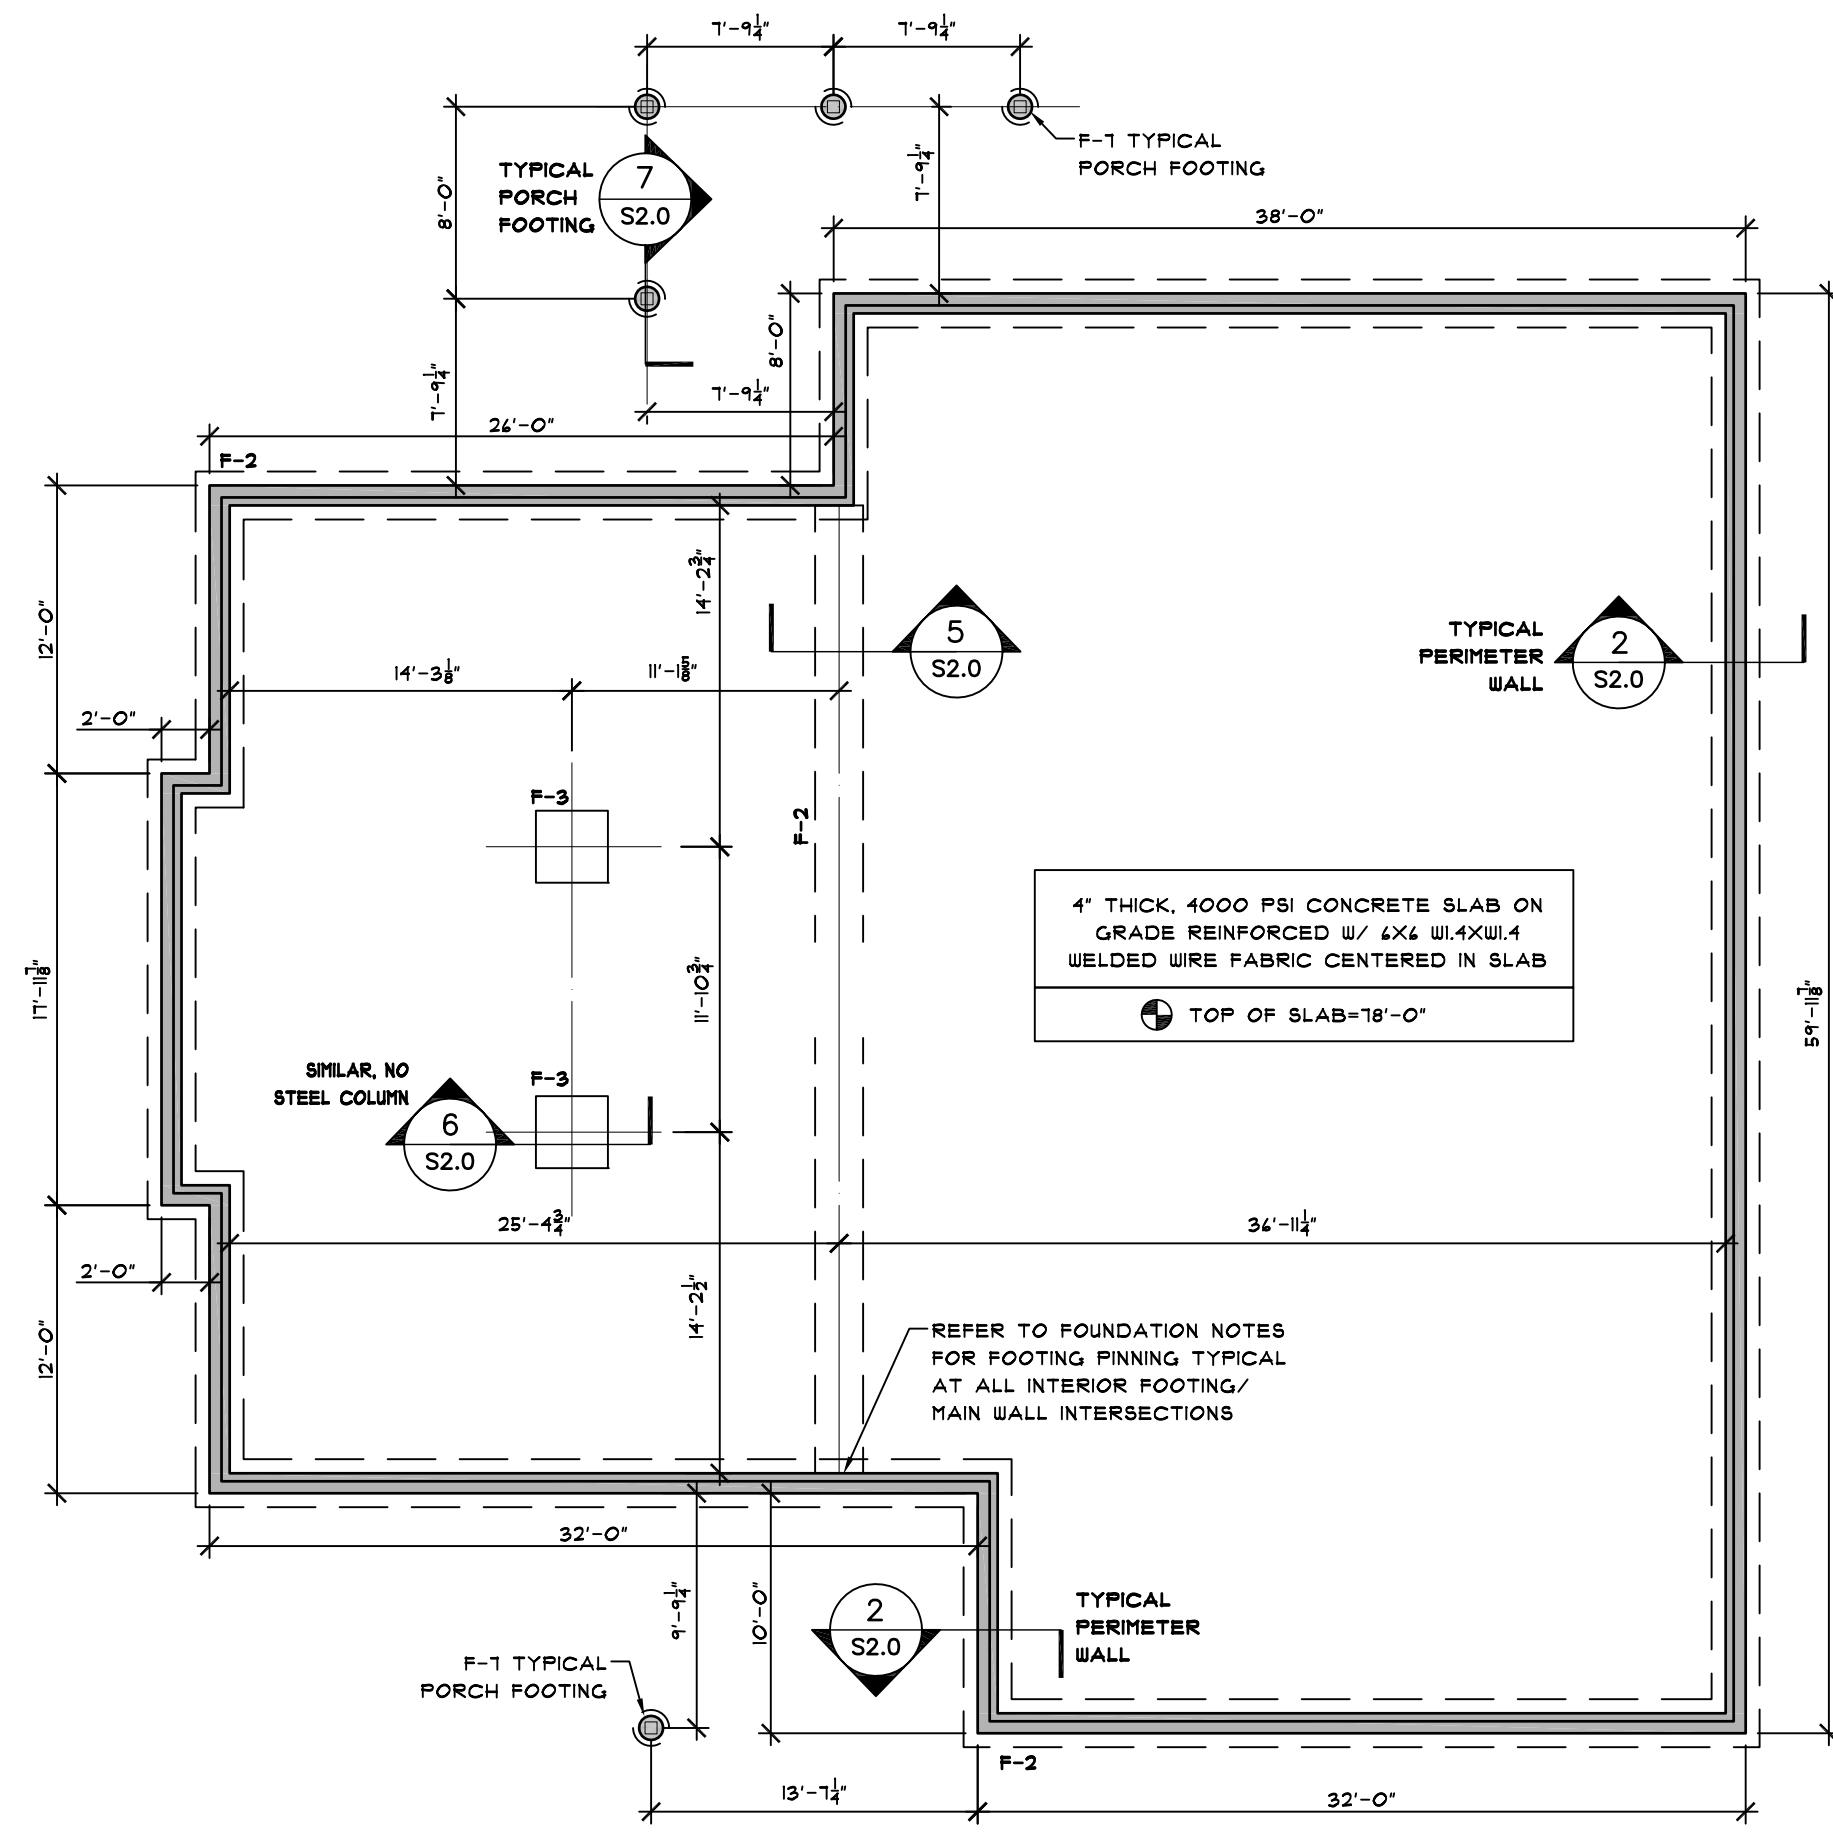 7'-9 1/4"
7'-9 1/4"
F-7 TYPICAL
PORCH FOOTING
TYPICAL
PORCH
FOOTING
7
S2.0
8'-0"
7'-9 1/4"
38'-0"
8'-0"
7'-9 1/4"
7'-9 1/4"
26'-0"
F-2
12'-0"
14'-2 3/4"
5
S2.0
TYPICAL
PERIMETER
WALL
2
S2.0
14'-3 1/8"
11'-1 5/8"
2'-0"
F-3
F-2
4" THICK, 4000 PSI CONCRETE SLAB ON
GRADE REINFORCED W/ 6X6 W1.4XW1.4
WELDED WIRE FABRIC CENTERED IN SLAB
TOP OF SLAB=78'-0"
17'-11 7/8"
11'-10 3/4"
59'-11 7/8"
SIMILAR, NO
STEEL COLUMN
6
S2.0
F-3
25'-4 3/4"
36'-11 1/4"
2'-0"
12'-0"
14'-2 1/2"
REFER TO FOUNDATION NOTES
FOR FOOTING PINNING TYPICAL
AT ALL INTERIOR FOOTING/
MAIN WALL INTERSECTIONS
32'-0"
9'-9 1/4"
10'-0"
2
S2.0
TYPICAL
PERIMETER
WALL
F-7 TYPICAL
PORCH FOOTING
F-2
13'-7 1/4"
32'-0"